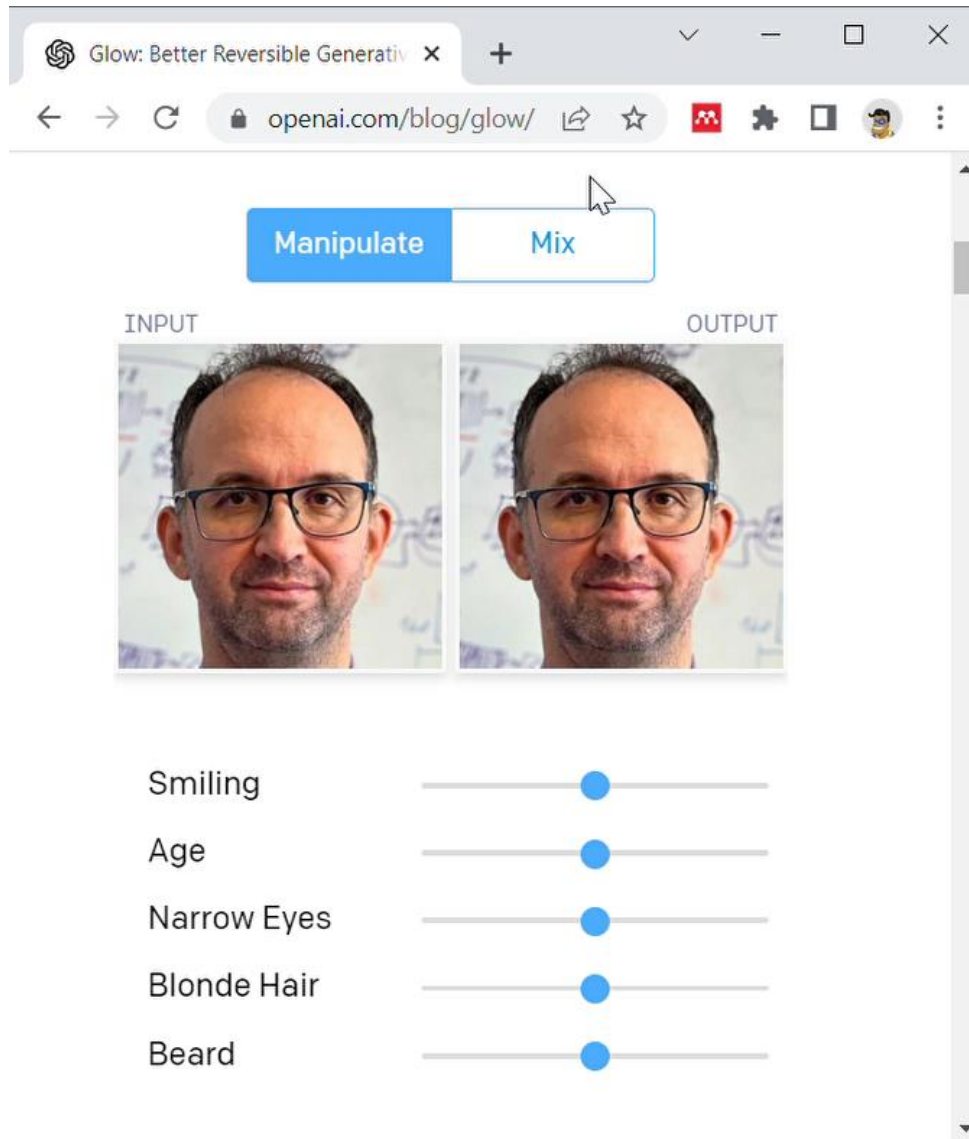 Glow: Better Reversible Generativ
openai.com/blog/glow/
Manipulate Mix
INPUT OUTPUT
Smiling
Age
Narrow Eyes
Blonde Hair
Beard